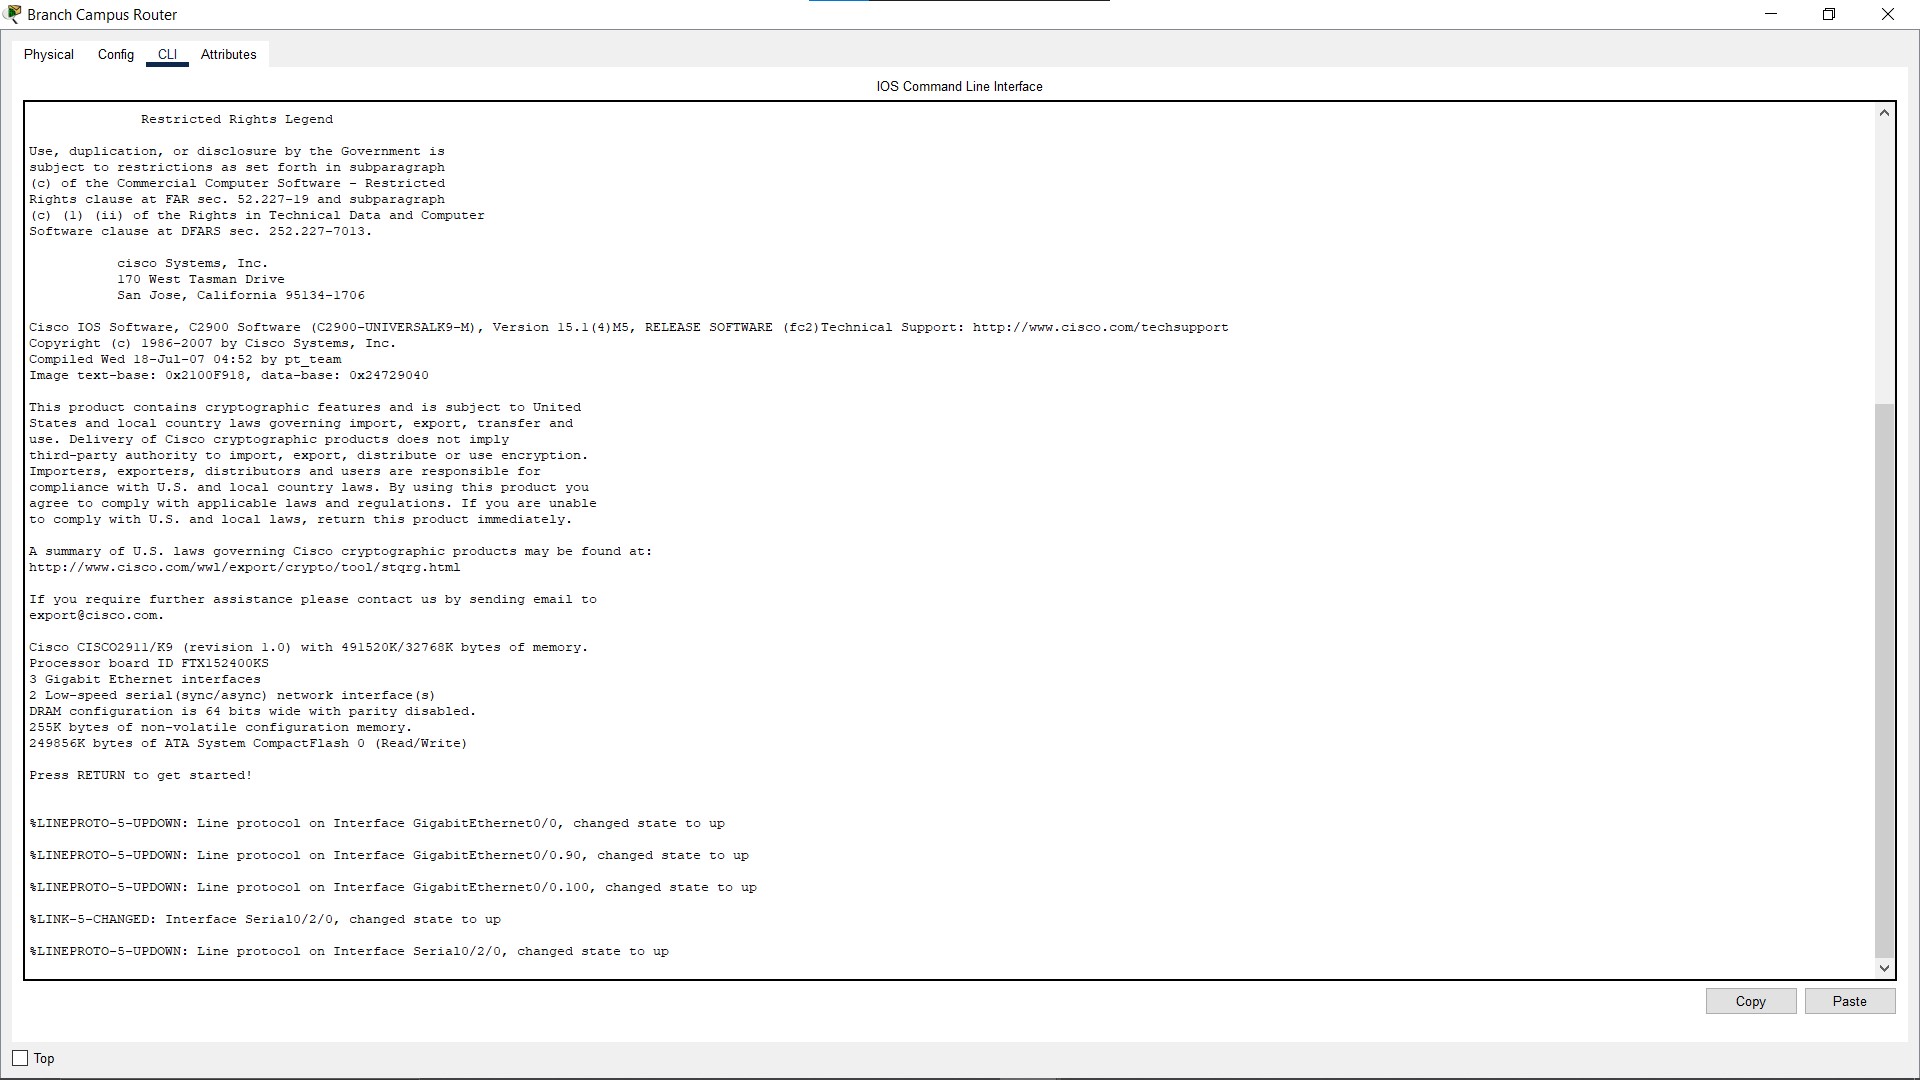 Branch Campus Router
Physical Config CLI Attributes
IOS Command Line Interface
Restricted Rights Legend
Use, duplication, or disclosure by the Government is
subject to restrictions as set forth in subparagraph
(c) of the Commercial Computer Software - Restricted
Rights clause at FAR sec. 52.227-19 and subparagraph
(c) (1) (ii) of the Rights in Technical Data and Computer
Software clause at DFARS sec. 252.227-7013.
cisco Systems, Inc.
170 West Tasman Drive
San Jose, California 95134-1706
Cisco IOS Software, C2900 Software (C2900-UNIVERSALK9-M), Version 15.1(4)M5, RELEASE SOFTWARE (fc2)Technical Support: http://www.cisco.com/techsupport
Copyright (c) 1986-2007 by Cisco Systems, Inc.
Compiled Wed 18-Jul-07 04:52 by pt_team
Image text-base: 0x2100F918, data-base: 0x24729040
This product contains cryptographic features and is subject to United
States and local country laws governing import, export, transfer and
use. Delivery of Cisco cryptographic products does not imply
third-party authority to import, export, distribute or use encryption.
Importers, exporters, distributors and users are responsible for
compliance with U.S. and local country laws. By using this product you
agree to comply with applicable laws and regulations. If you are unable
to comply with U.S. and local laws, return this product immediately.
A summary of U.S. laws governing Cisco cryptographic products may be found at:
http://www.cisco.com/wwl/export/crypto/tool/stqrg.html
If you require further assistance please contact us by sending email to
export@cisco.com.
Cisco CISCO2911/K9 (revision 1.0) with 491520K/32768K bytes of memory.
Processor board ID FTX152400KS
3 Gigabit Ethernet interfaces
2 Low-speed serial(sync/async) network interface(s)
DRAM configuration is 64 bits wide with parity disabled.
255K bytes of non-volatile configuration memory.
249856K bytes of ATA System CompactFlash 0 (Read/Write)
Press RETURN to get started!
%LINEPROTO-5-UPDOWN: Line protocol on Interface GigabitEthernet0/0, changed state to up
%LINEPROTO-5-UPDOWN: Line protocol on Interface GigabitEthernet0/0.90, changed state to up
%LINEPROTO-5-UPDOWN: Line protocol on Interface GigabitEthernet0/0.100, changed state to up
%LINK-5-CHANGED: Interface Serial0/2/0, changed state to up
%LINEPROTO-5-UPDOWN: Line protocol on Interface Serial0/2/0, changed state to up
Copy Paste
Top